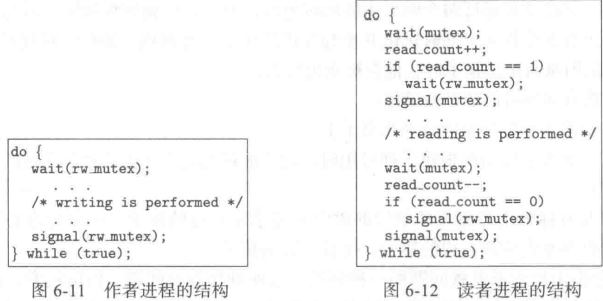 do {
wait(rw_mutex);
. . .
/* writing is performed */
. . .
signal(rw_mutex);
} while (true);
图 6-11 作者进程的结构
do {
wait(mutex);
read_count++;
if (read_count == 1)
wait(rw_mutex);
signal(mutex);
. . .
/* reading is performed */
. . .
wait(mutex);
read_count--;
if (read_count == 0)
signal(rw_mutex);
signal(mutex);
} while (true);
图 6-12 读者进程的结构